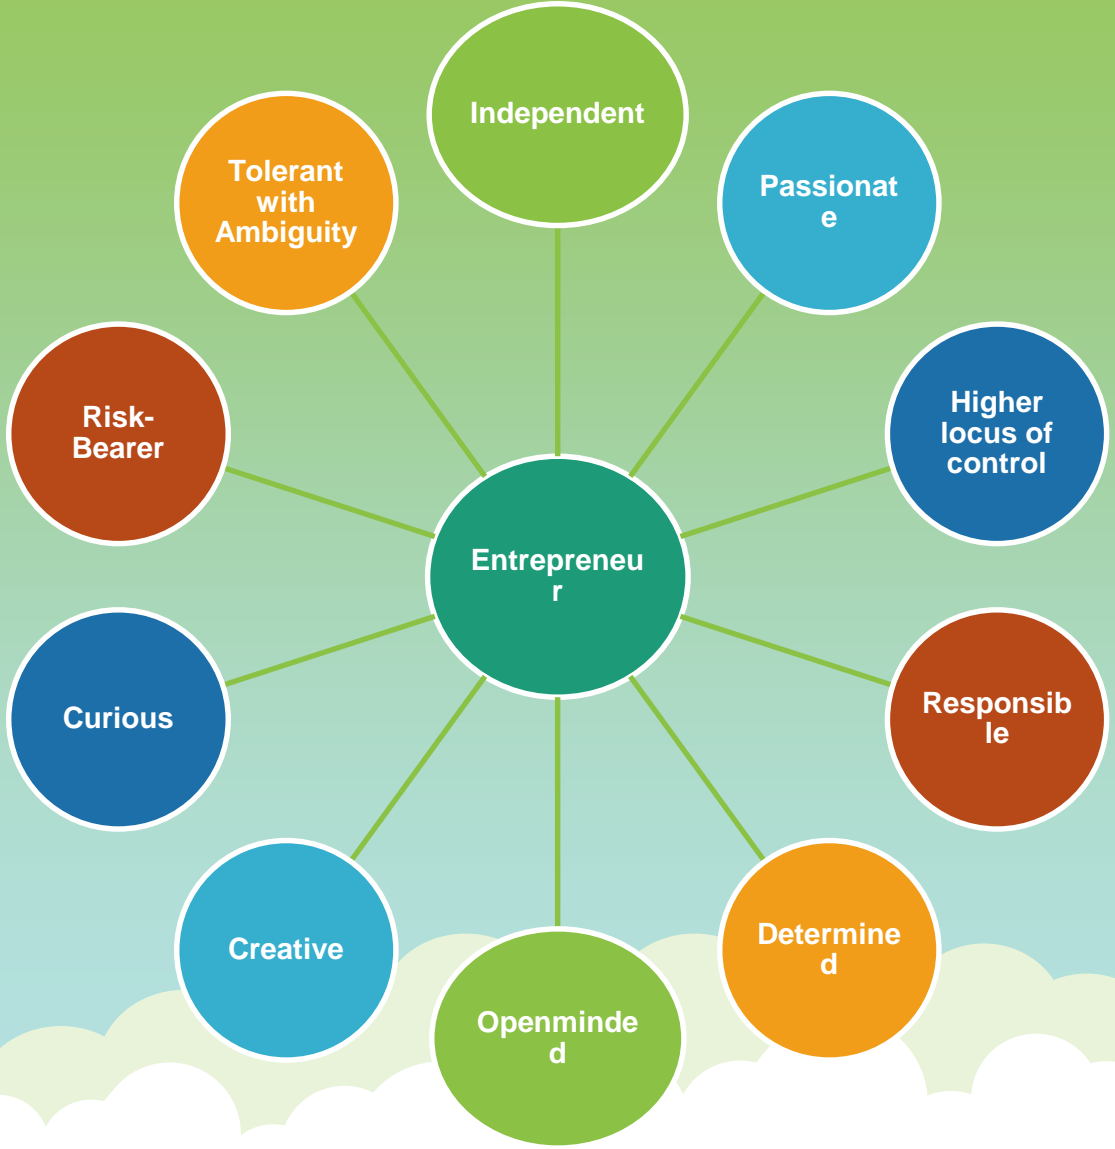 Independent
Passionat
e
Higher
locus of
control
Responsib
le
Determine
d
Openminde
d
Creative
Curious
Risk-
Bearer
Tolerant
with
Ambiguity
Entrepreneu
r